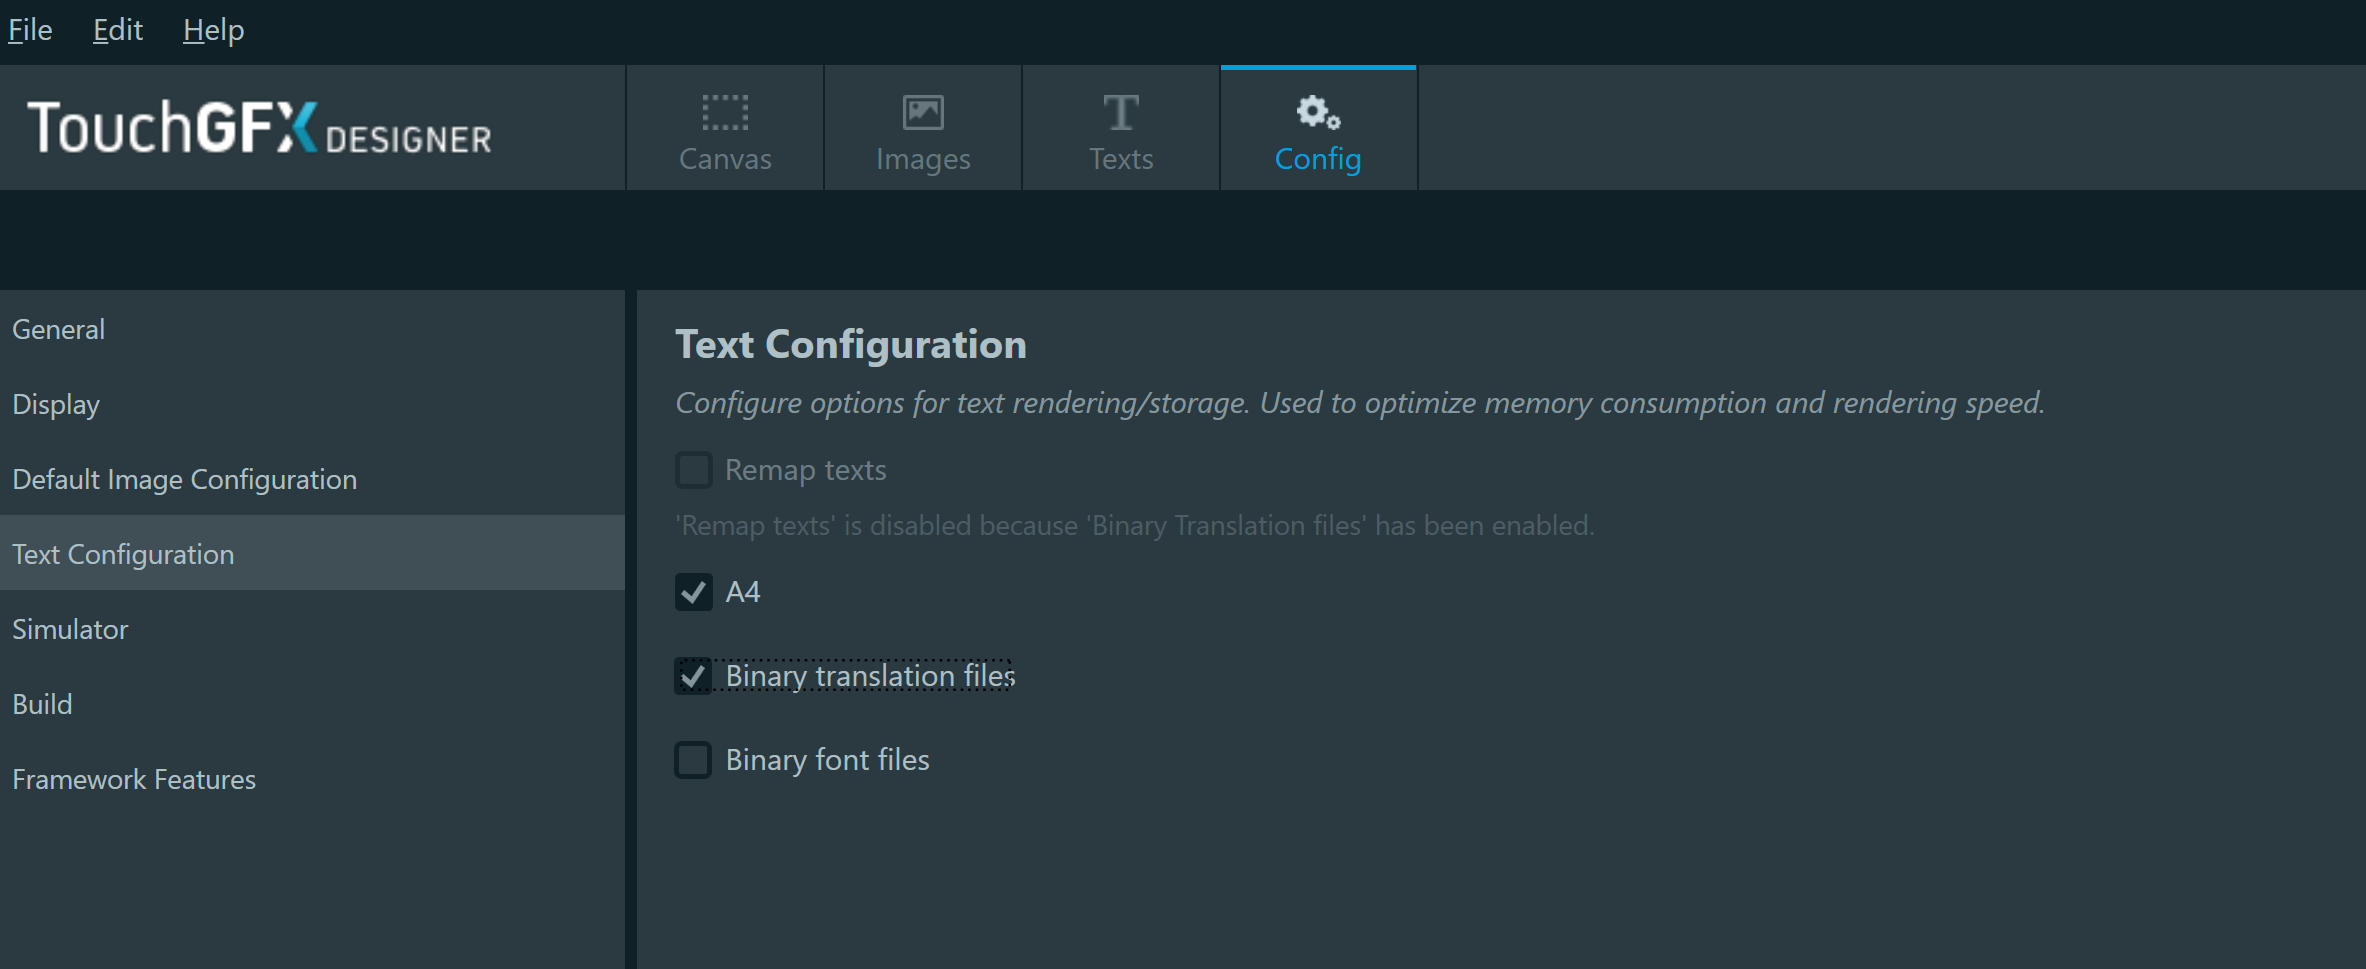 File Edit Help
TouchGFX DESIGNER
Canvas Images Texts Config
General
Display
Default Image Configuration
Text Configuration
Simulator
Build
Framework Features
Text Configuration
Configure options for text rendering/storage. Used to optimize memory consumption and rendering speed.
Remap texts
'Remap texts' is disabled because 'Binary Translation files' has been enabled.
A4
Binary translation files
Binary font files